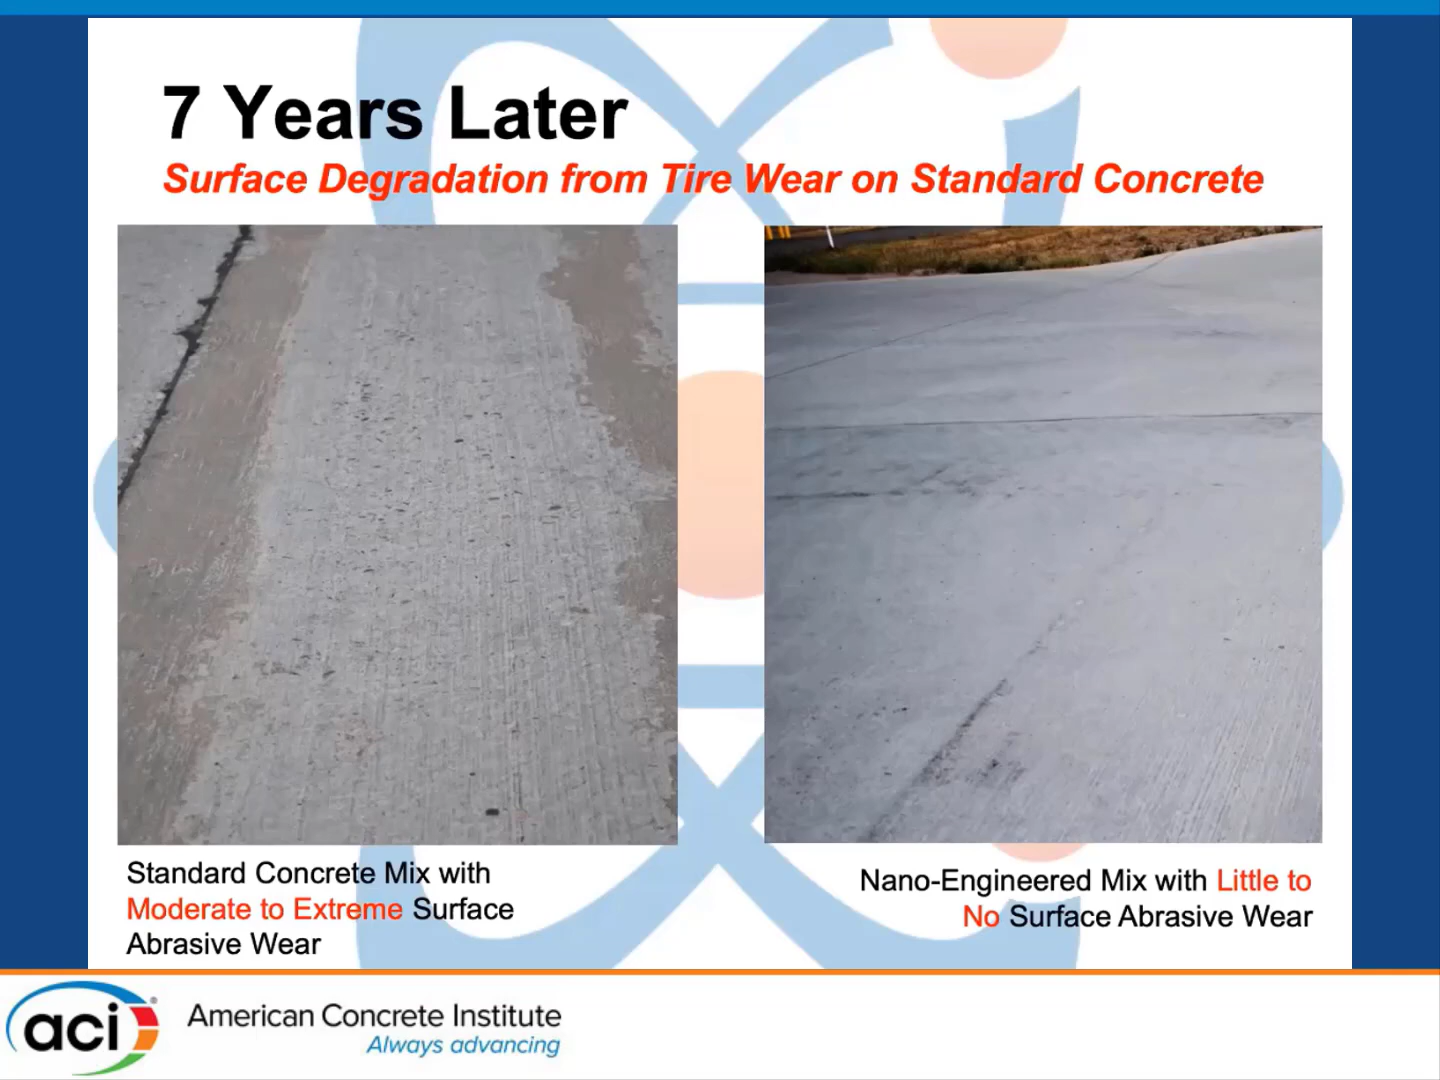 7 Years Later
Surface Degradation from Tire Wear on Standard Concrete
Standard Concrete Mix with
Moderate to Extreme Surface
Abrasive Wear
Nano-Engineered Mix with Little to
No Surface Abrasive Wear
aci
American Concrete Institute
Always advancing